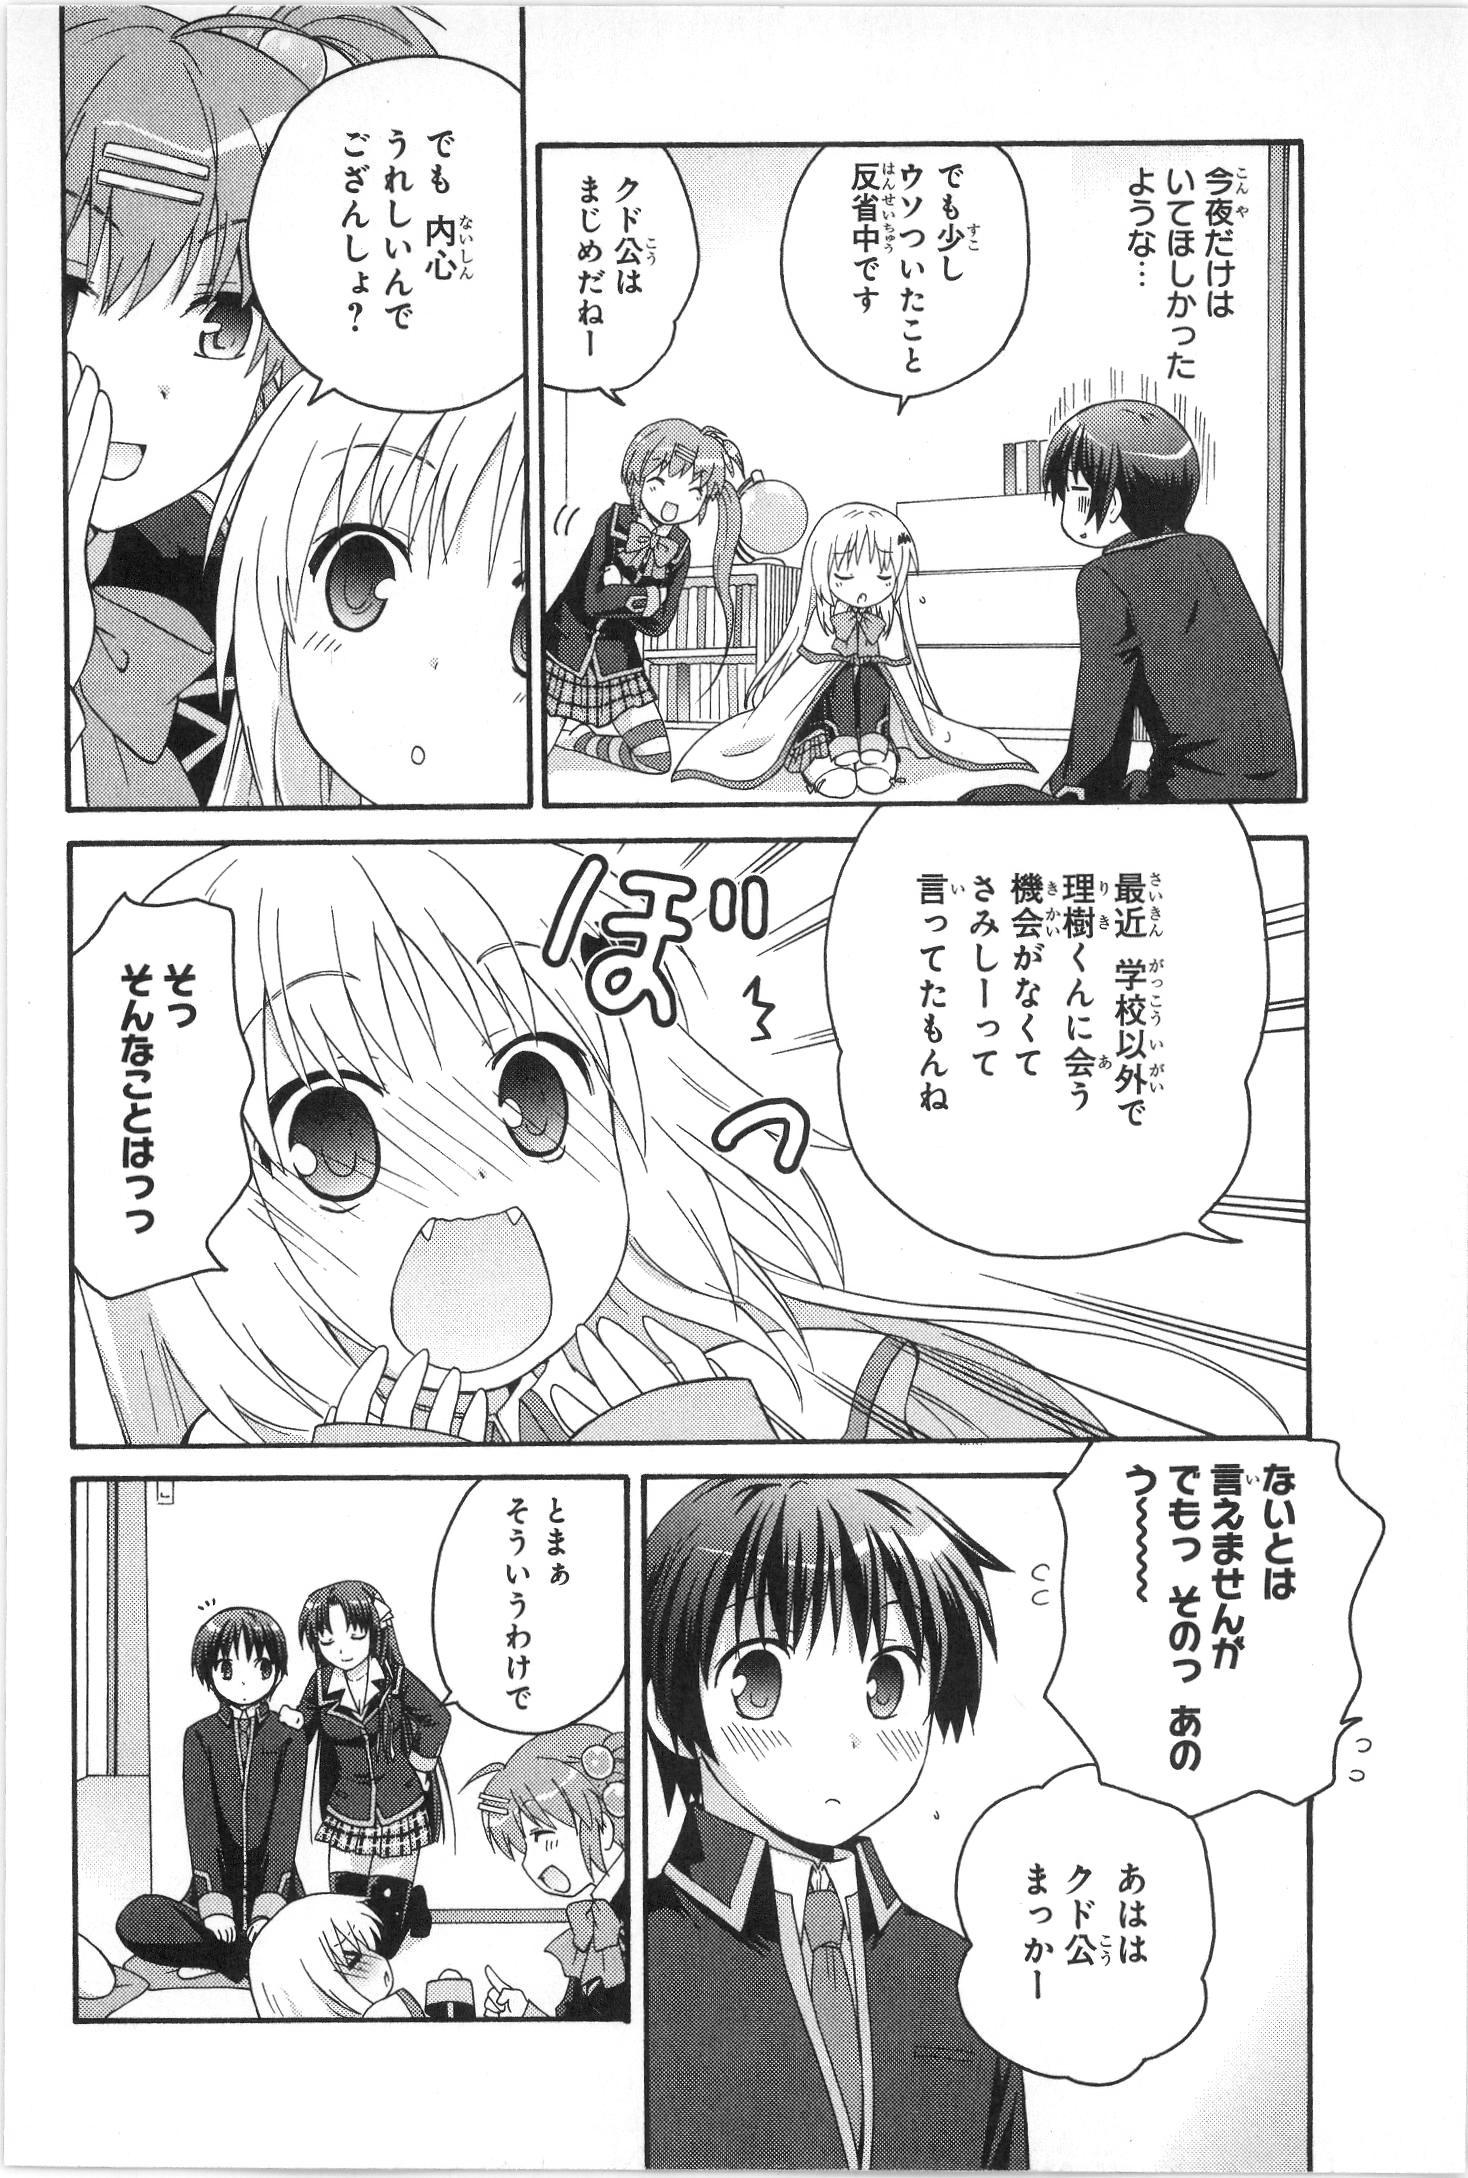 今夜だけは
いてほしかった
ような…
でも少し
ウソついたこと
反省中です
クド公は
まじめだねー
でも 内心
うれしいんで
ござんしょ?
最近 学校以外で
理樹くんに会う
機会がなくて
さみしーって
言ってたもんね
ぼっ
そっ
そんなことはっっ
ないとは
言えませんが
でもっ そのっ あの
う〜〜〜〜
あはは
クド公
まっかー
とまぁ
そういうわけで